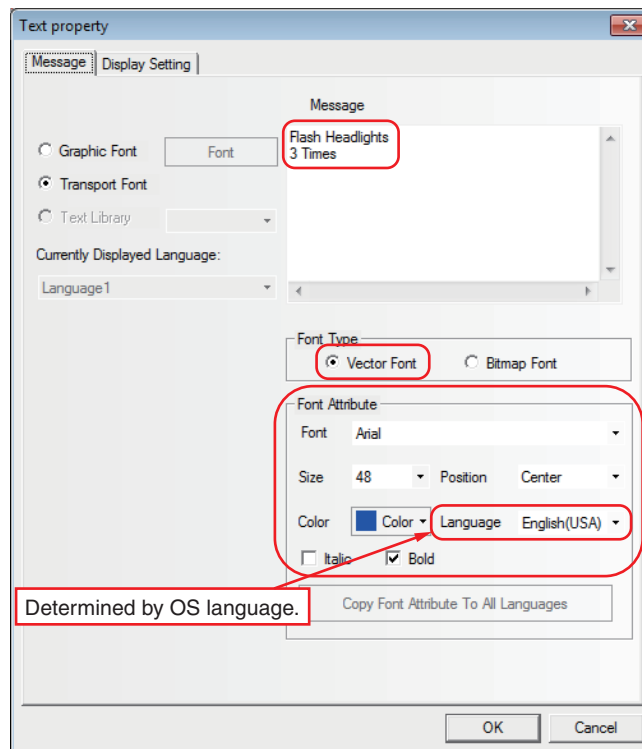 Text property
Message
Display Setting
Message
Graphic Font
Font
Transport Font
Text Library
Currently Displayed Language:
Language1
Flash Headlights
3 Times
Font Type
Vector Font
Bitmap Font
Font Attribute
Font
Arial
Size
48
Position
Center
Color
Color
Language
English(USA)
Italic
Bold
Determined by OS language.
Copy Font Attribute To All Languages
OK
Cancel